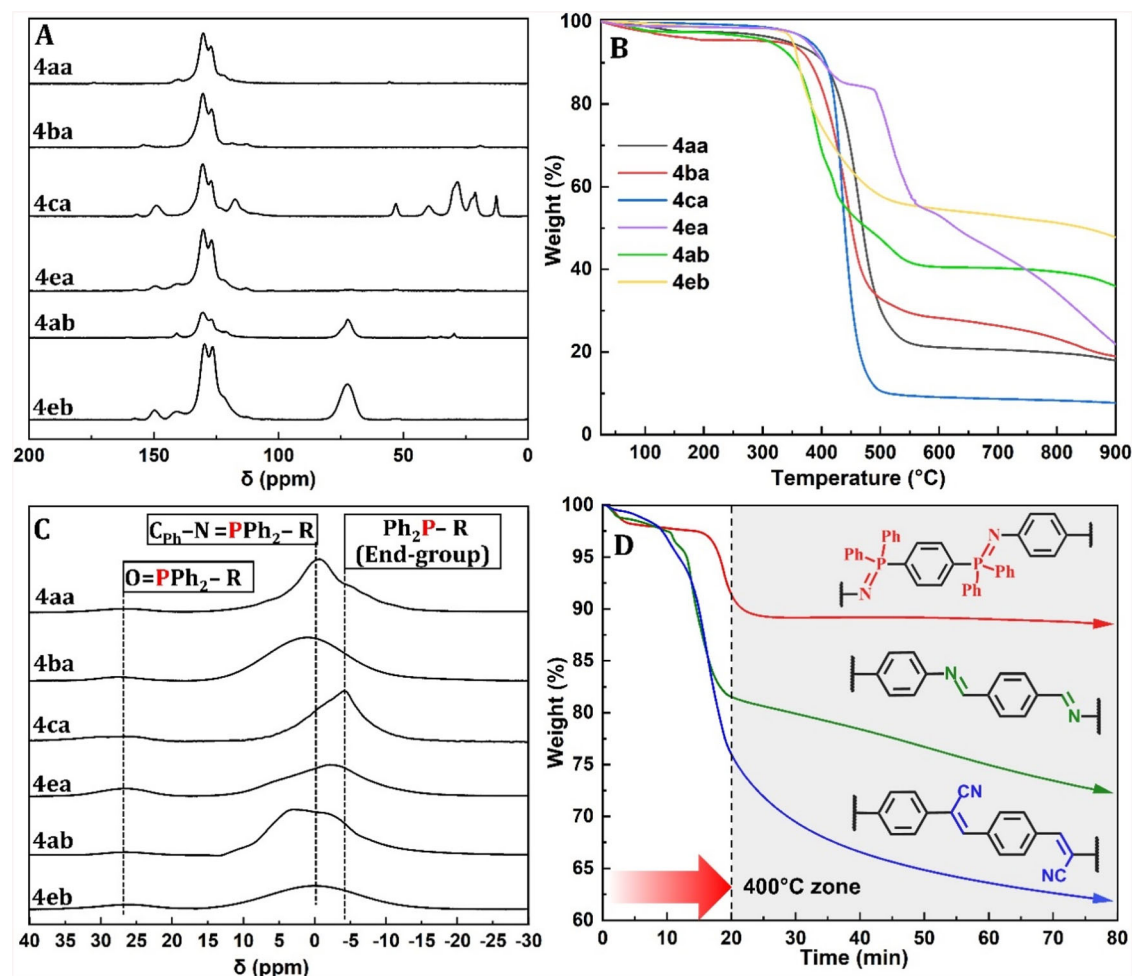 A
4aa
4ba
4ca
4ea
4ab
4eb
200 150 100 50 0
δ (ppm)
B
Weight (%)
100
80
60
40
20
0
4aa
4ba
4ca
4ea
4ab
4eb
100 200 300 400 500 600 700 800 900
Temperature (°C)
C
C_Ph–N=PPh₂–R
Ph₂P–R
(End-group)
O=PPh₂–R
4aa
4ba
4ca
4ea
4ab
4eb
40 35 30 25 20 15 10 5 0 -5 -10 -15 -20 -25 -30
δ (ppm)
D
Weight (%)
100
95
90
85
80
75
70
65
60
Ph
Ph
P
N
N
P
Ph
Ph
N
N
CN
NC
400°C zone
0 10 20 30 40 50 60 70 80
Time (min)